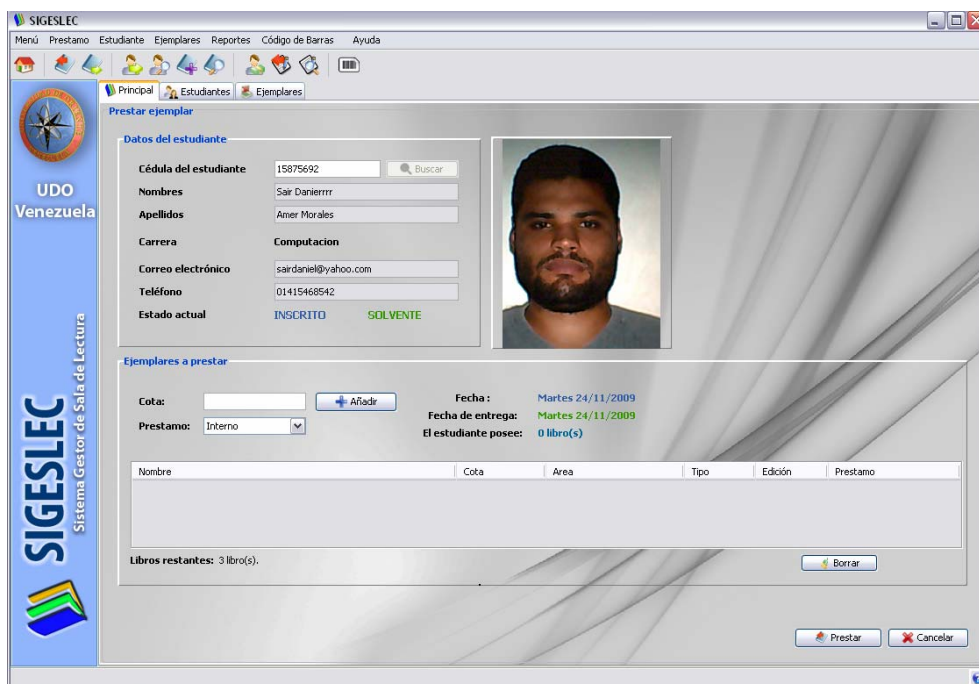 SIGESLEC
Menú Prestamo Estudiante Ejemplares Reportes Código de Barras Ayuda
Principal Estudiantes Ejemplares
UDO
Venezuela
SIGESLEC
Sistema Gestor de Sala de Lectura
Prestar ejemplar
Datos del estudiante
Cédula del estudiante 15875692 Buscar
Nombres Sair Danierrrr
Apellidos Amer Morales
Carrera Computacion
Correo electrónico sairdaniel@yahoo.com
Teléfono 01415468542
Estado actual INSCRITO SOLVENTE
Ejemplares a prestar
Cota: Añadir Fecha : Martes 24/11/2009
Fecha de entrega: Martes 24/11/2009
Prestamo: Interno
El estudiante posee: 0 libro(s)
Nombre Cota Area Tipo Edición Prestamo
Libros restantes: 3 libro(s). Borrar
Prestar Cancelar